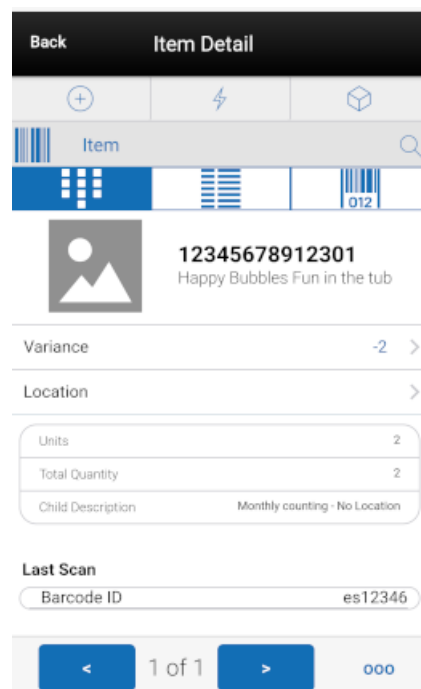 Back Item Detail
Item
012
12345678912301
Happy Bubbles Fun in the tub
Variance -2 >
Location >
Units 2
Total Quantity 2
Child Description Monthly counting - No Location
Last Scan
Barcode ID es12346
< 1 of 1 > ooo